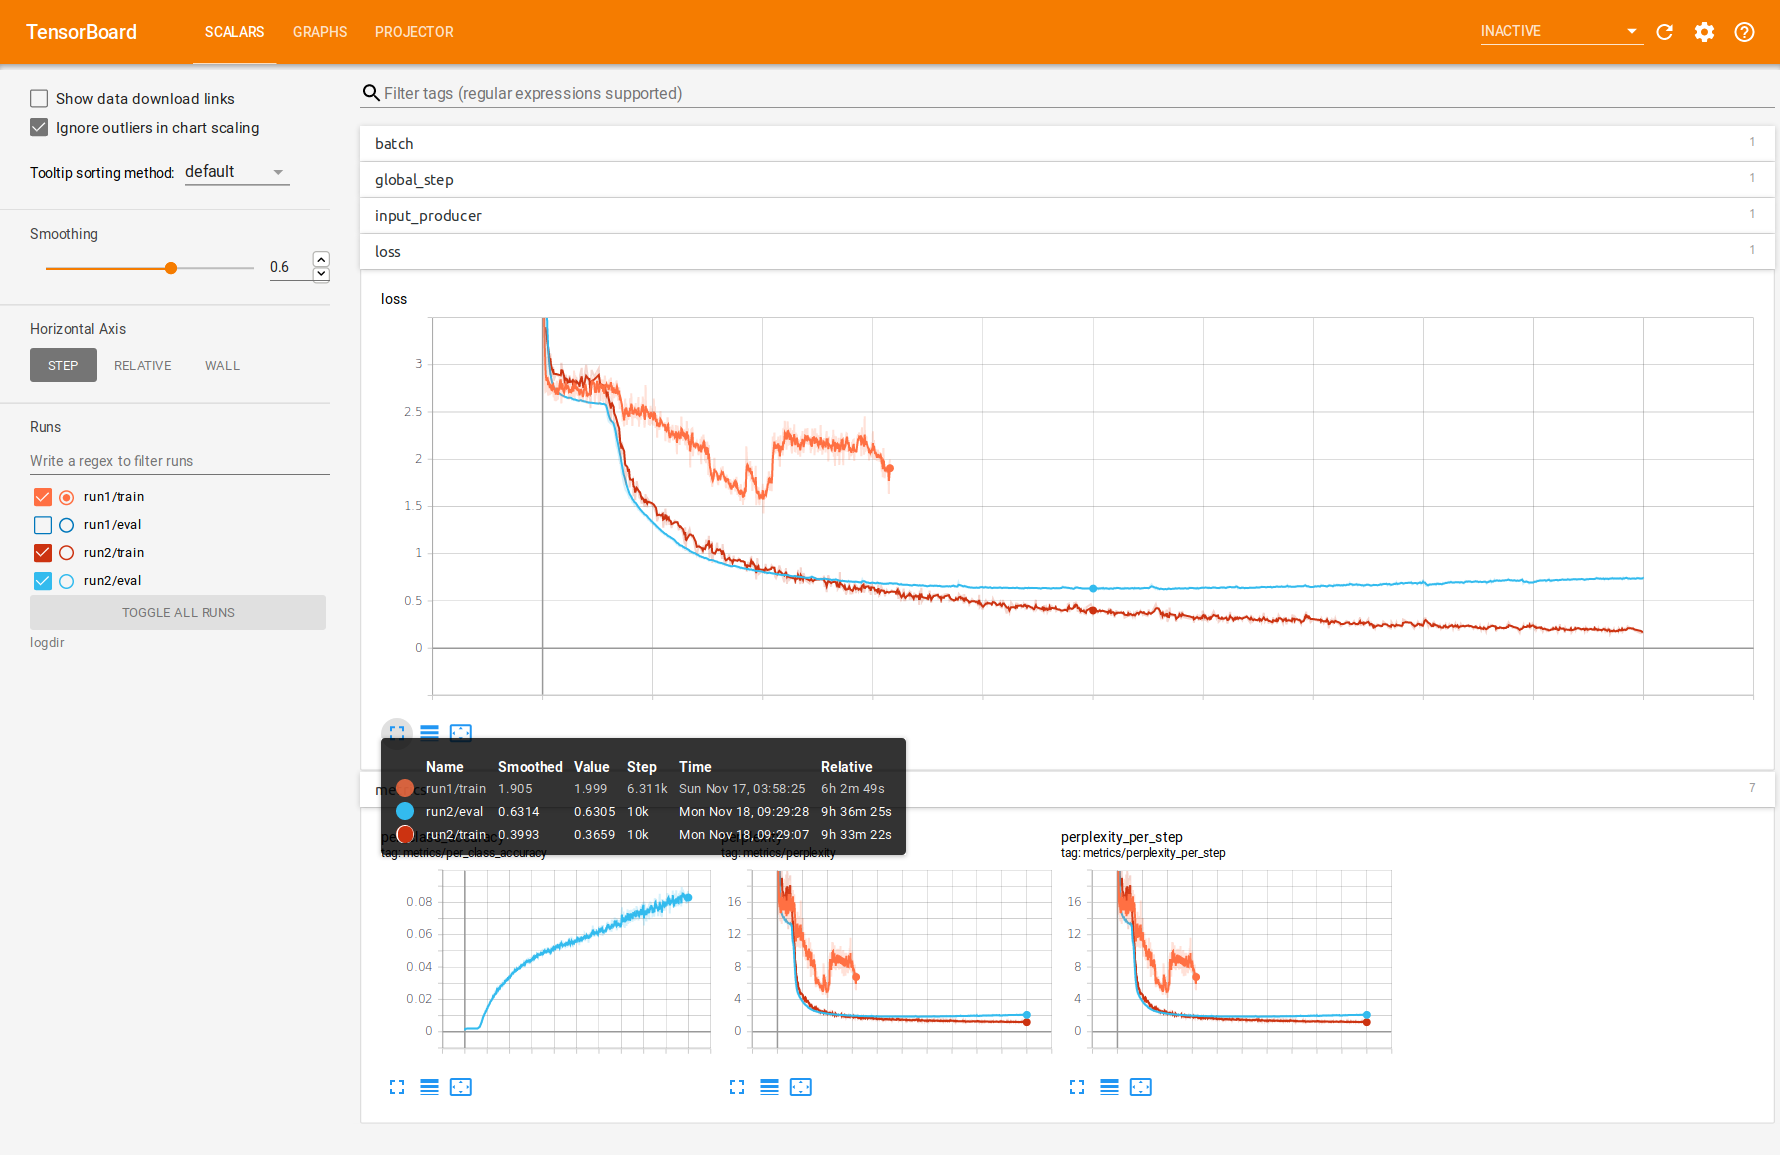 TensorBoard SCALARS GRAPHS PROJECTOR INACTIVE
Show data download links
Ignore outliers in chart scaling
Tooltip sorting method: default
Smoothing
0.6
Horizontal Axis
STEP RELATIVE WALL
Runs
Write a regex to filter runs
run1/train
run1/eval
run2/train
run2/eval
TOGGLE ALL RUNS
logdir
Filter tags (regular expressions supported)
batch 1
global_step 1
input_producer 1
loss 1
loss
3
2.5
2
1.5
1
0.5
0
Name Smoothed Value Step Time Relative
run1/train 1.905 1.999 6.311k Sun Nov 17, 03:58:25 6h 2m 49s
run2/eval 0.6314 0.6305 10k Mon Nov 18, 09:29:28 9h 36m 25s
run2/train 0.3993 0.3659 10k Mon Nov 18, 09:29:07 9h 33m 22s
metrics 7
per_class_accuracy
tag: metrics/per_class_accuracy
0.08
0.06
0.04
0.02
0
perplexity
tag: metrics/perplexity
16
12
8
4
0
perplexity_per_step
tag: metrics/perplexity_per_step
16
12
8
4
0